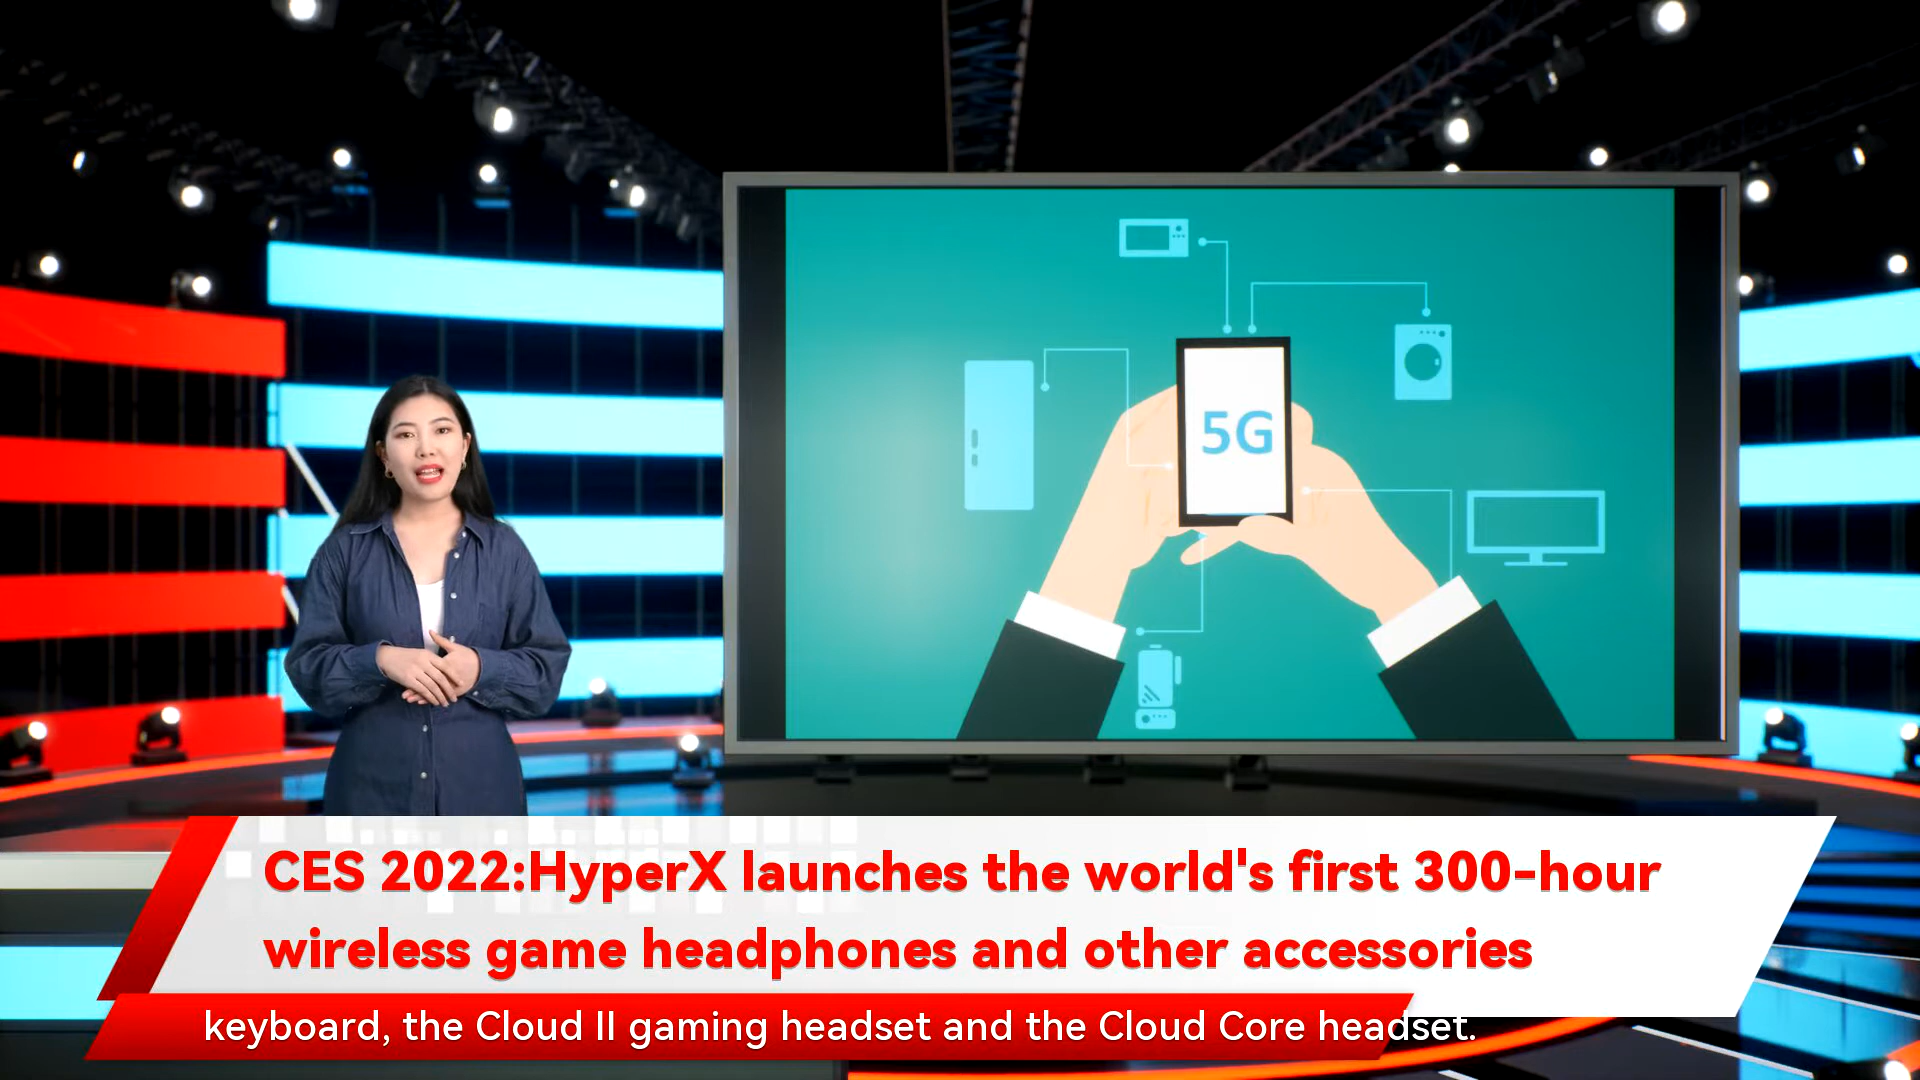 5G
CES 2022:HyperX launches the world's first 300-hour
wireless game headphones and other accessories
keyboard, the Cloud II gaming headset and the Cloud Core headset.